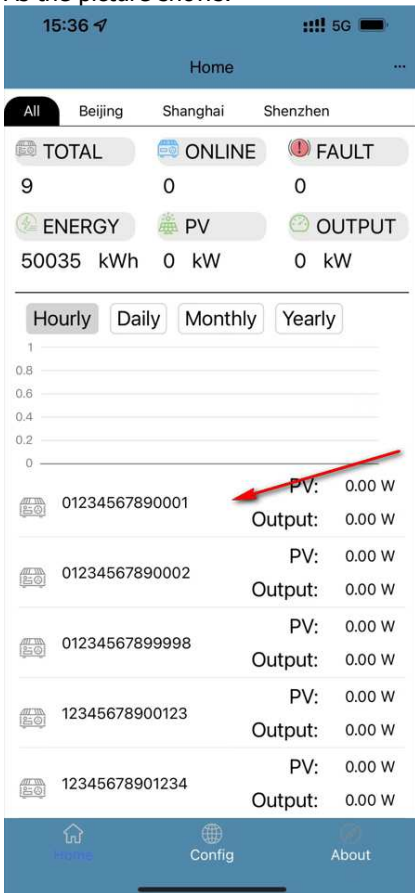 As the picture shows:
15:36 5G
Home ...
All Beijing Shanghai Shenzhen
TOTAL ONLINE FAULT
9 0 0
ENERGY PV OUTPUT
50035 kWh 0 kW 0 kW
Hourly Daily Monthly Yearly
1
0.8
0.6
0.4
0.2
0
PV: 0.00 W
01234567890001
Output: 0.00 W
PV: 0.00 W
01234567890002
Output: 0.00 W
PV: 0.00 W
01234567899998
Output: 0.00 W
PV: 0.00 W
12345678900123
Output: 0.00 W
PV: 0.00 W
12345678901234
Output: 0.00 W
Home Config About